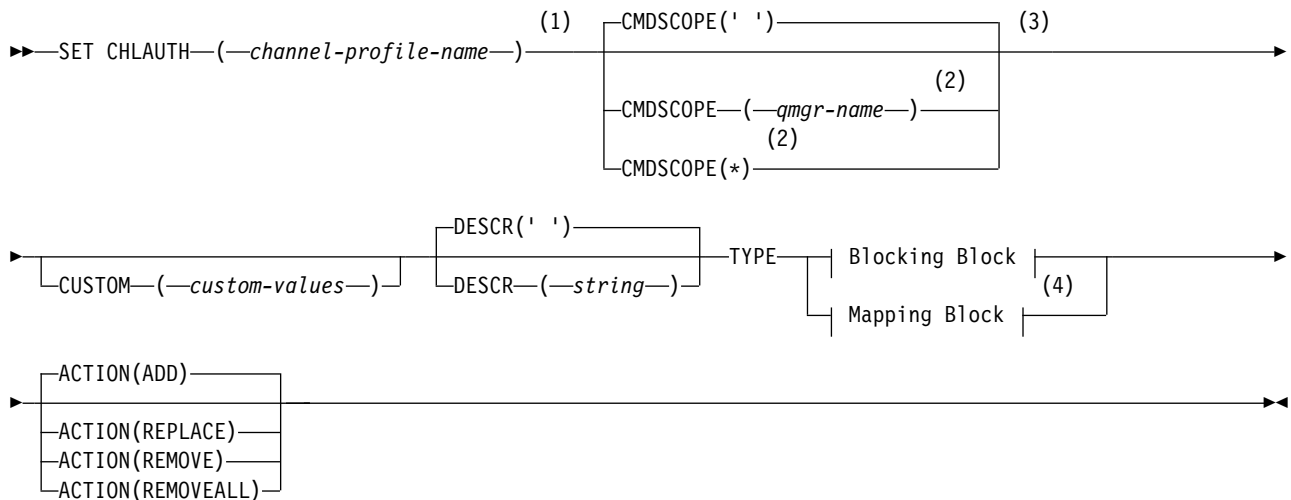 (1) CMDSCOPE(' ') (3)
SET CHLAUTH ( channel-profile-name )
(2)
CMDSCOPE ( qmgr-name )
(2)
CMDSCOPE(*)
DESCR(' ')
TYPE Blocking Block
CUSTOM ( custom-values ) DESCR ( string ) (4)
Mapping Block
ACTION(ADD)
ACTION(REPLACE)
ACTION(REMOVE)
ACTION(REMOVEALL)